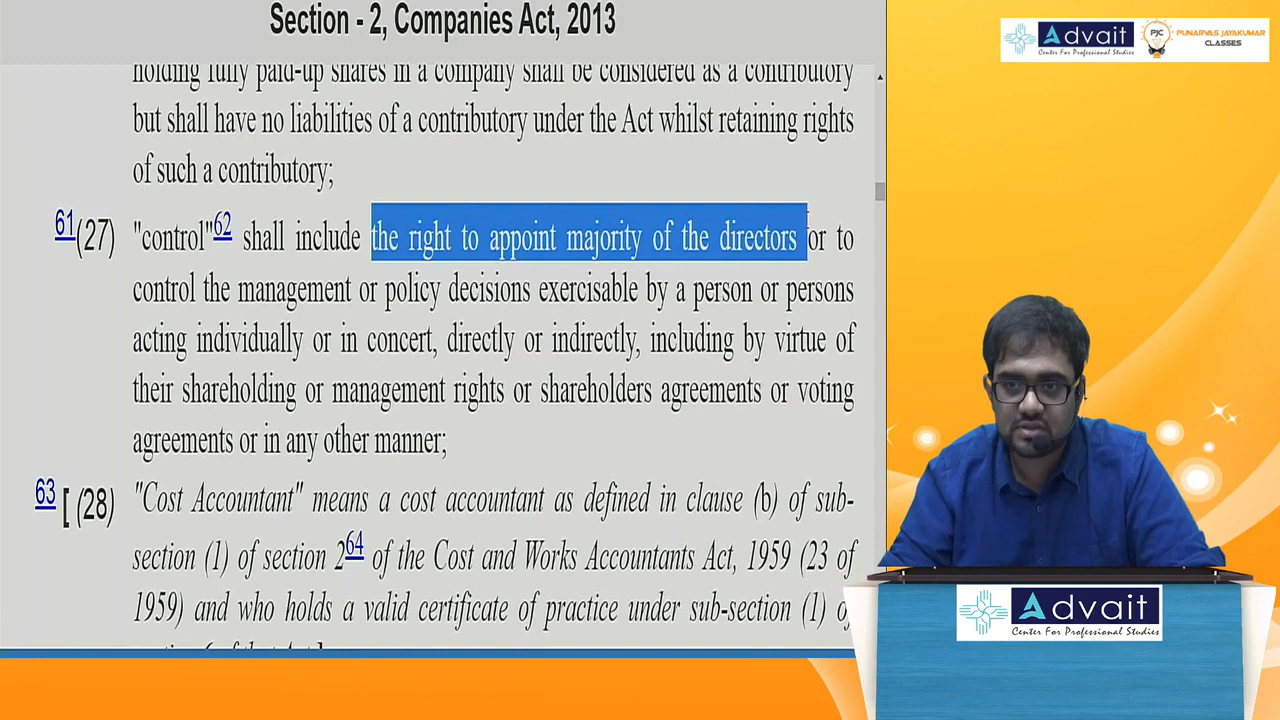 Section - 2, Companies Act, 2013
Advait
Center For Professional Studies
PJC
PUNARVAS JAYAKUMAR
CLASSES
holding fully paid-up shares in a company shall be considered as a contributory
but shall have no liabilities of a contributory under the Act whilst retaining rights
of such a contributory;
61(27) "control"62 shall include the right to appoint majority of the directors or to
control the management or policy decisions exercisable by a person or persons
acting individually or in concert, directly or indirectly, including by virtue of
their shareholding or management rights or shareholders agreements or voting
agreements or in any other manner;
63 [ (28) "Cost Accountant" means a cost accountant as defined in clause (b) of sub-
section (1) of section 264 of the Cost and Works Accountants Act, 1959 (23 of
1959) and who holds a valid certificate of practice under sub-section (1) of
Advait
Center For Professional Studies